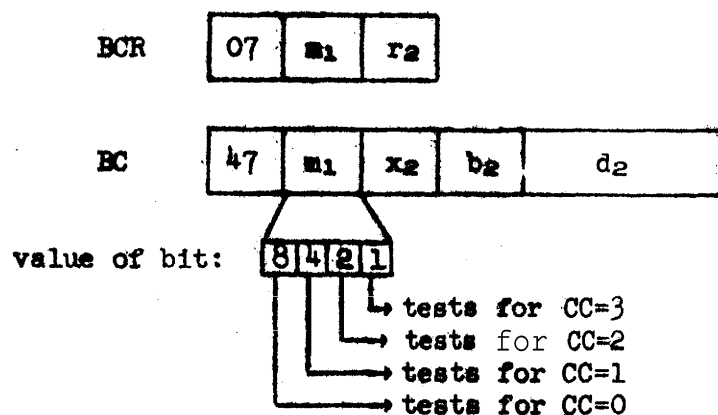 BCR 07 m1 r2
BC 47 m1 x2 b2 d2
value of bit: 8 4 2 1
tests for CC=3
tests for CC=2
tests for CC=1
tests for CC=0